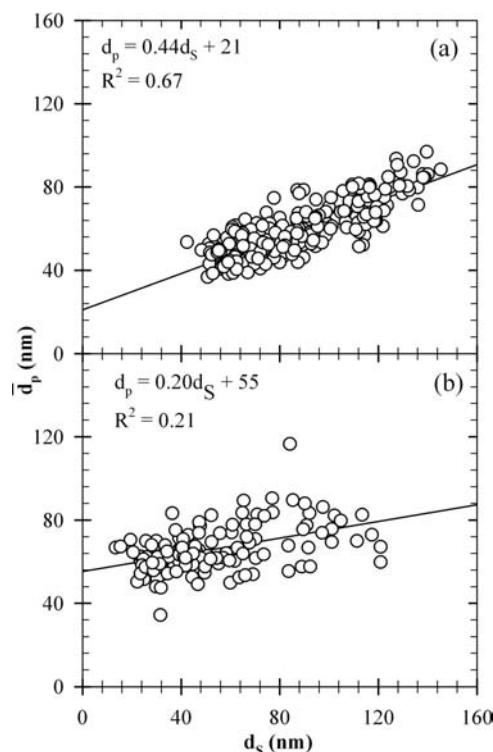 160
d_p = 0.44d_S + 21
(a)
R² = 0.67
120
80
40
0
d̅_p (nm)
d_p = 0.20d_S + 55
(b)
R² = 0.21
120
80
40
0
0 40 80 120 160
d_S (nm)